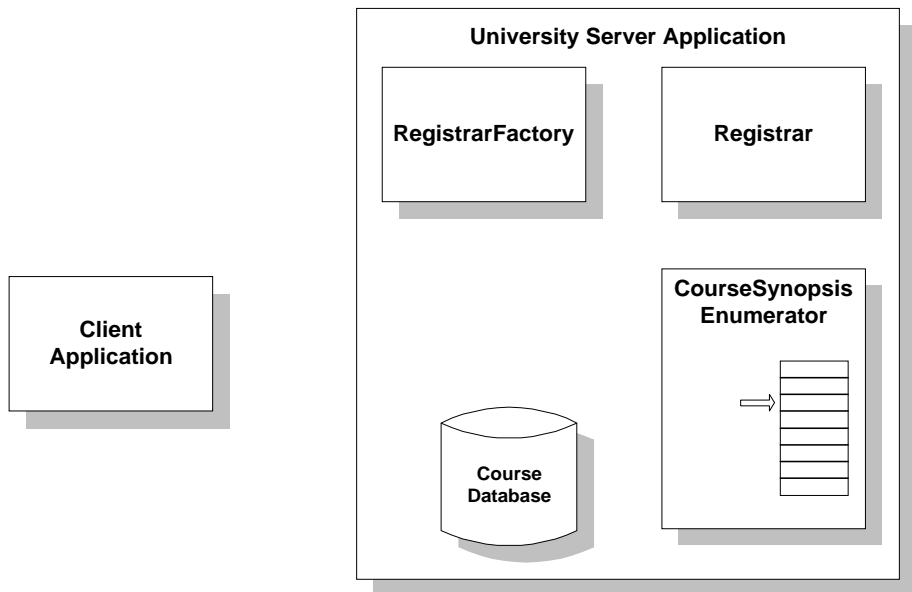 University Server Application
RegistrarFactory
Registrar
Client
Application
CourseSynopsis
Enumerator
Course
Database